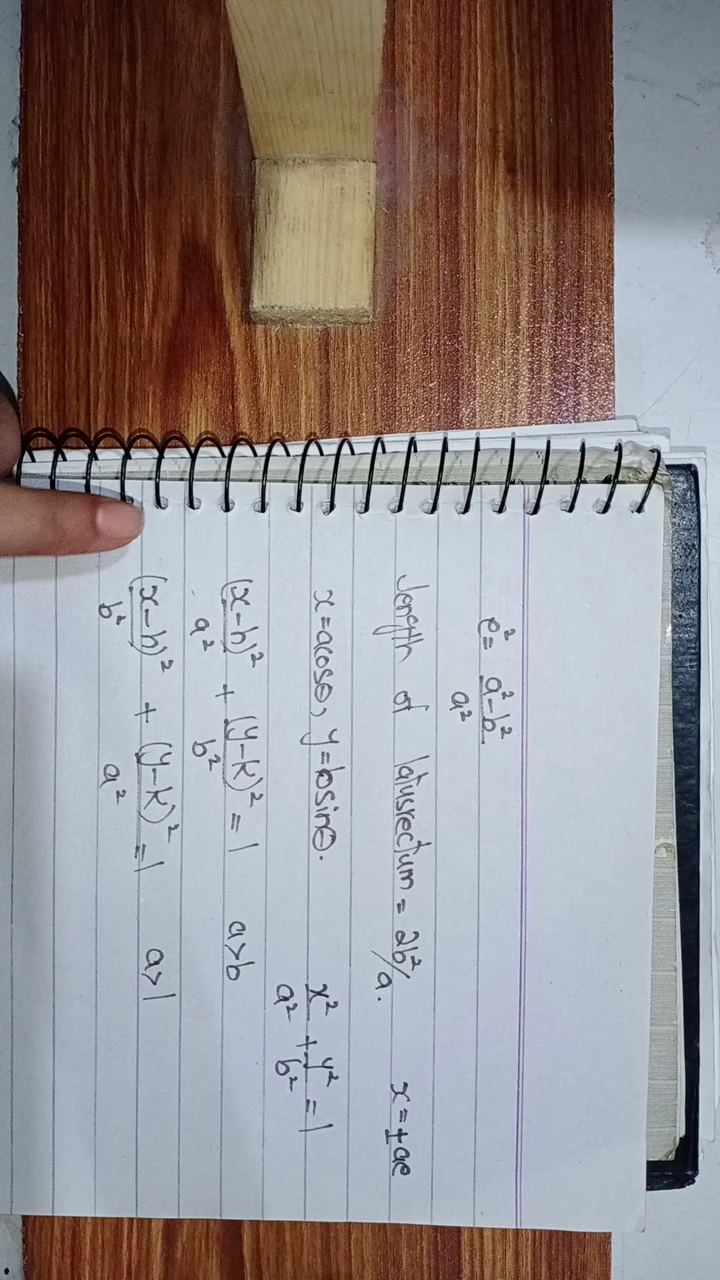 e² = a²-b²/a²
length of latusrectum = 2b²/a. x = ±ae
x=acosθ, y=bsinθ. x²/a² + y²/b² = 1
(x-h)²/a² + (y-k)²/b² = 1 a>b
(x-h)²/b² + (y-k)²/a² = 1 a>1